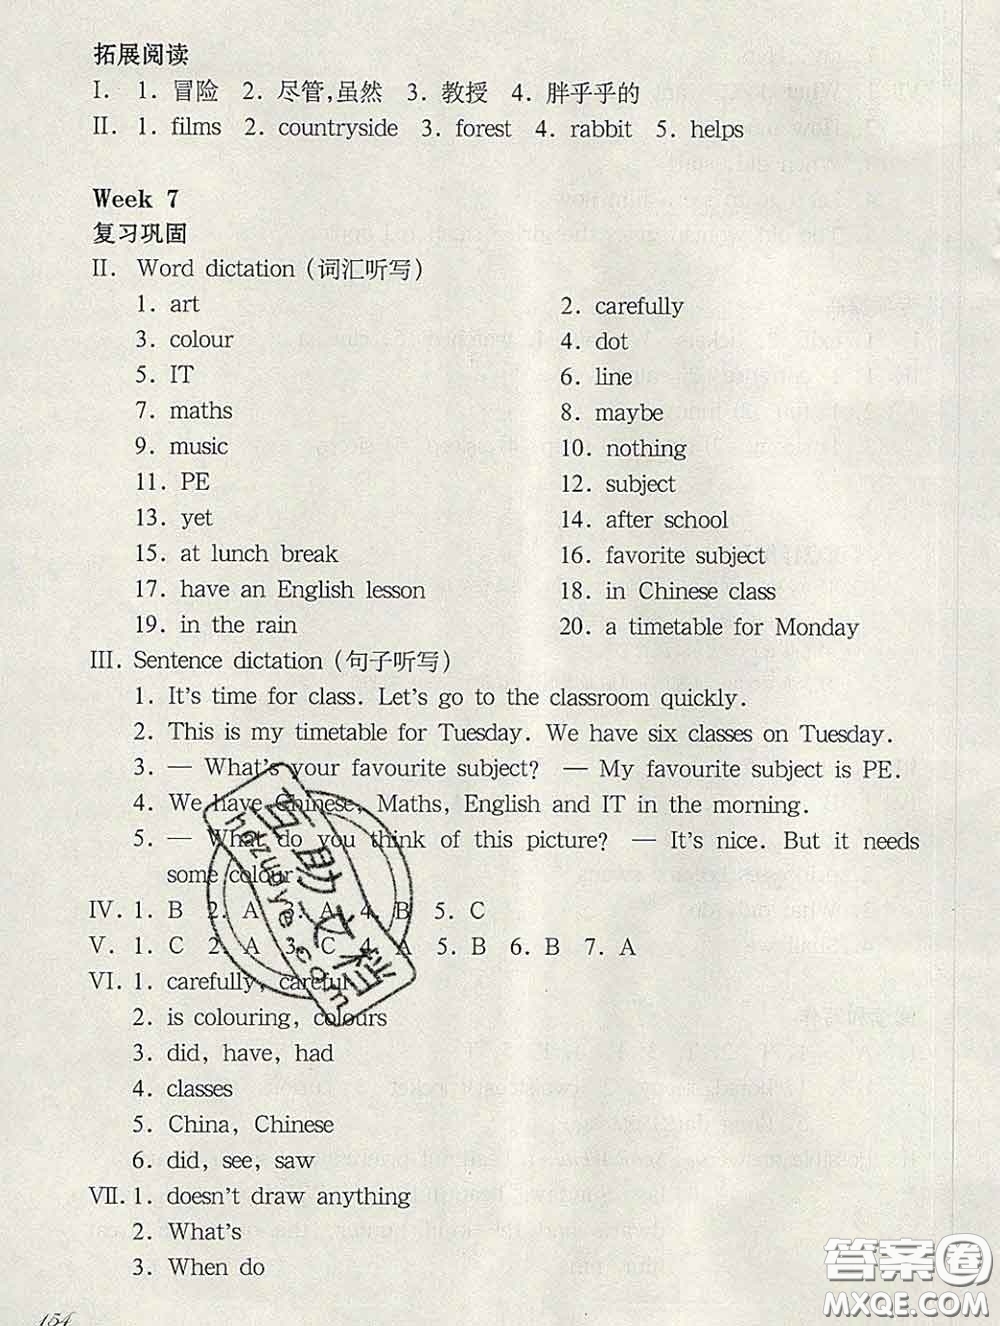 拓展阅读
I. 1. 冒险 2. 尽管,虽然 3. 教授 4. 胖乎乎的
II. 1. films 2. countryside 3. forest 4. rabbit 5. helps
Week 7
复习巩固
II. Word dictation (词汇听写)
1. art 2. carefully
3. colour 4. dot
5. IT 6. line
7. maths 8. maybe
9. music 10. nothing
11. PE 12. subject
13. yet 14. after school
15. at lunch break 16. favorite subject
17. have an English lesson 18. in Chinese class
19. in the rain 20. a timetable for Monday
III. Sentence dictation (句子听写)
1. It's time for class. Let's go to the classroom quickly.
2. This is my timetable for Tuesday. We have six classes on Tuesday.
3. — What's your favourite subject? — My favourite subject is PE.
4. We have Chinese, Maths, English and IT in the morning.
5. — What do you think of this picture? — It's nice. But it needs
some colour.
IV. 1. B 2. A 3. A 4. B 5. C
V. 1. C 2. A 3. C 4. A 5. B 6. B 7. A
VI. 1. carefully, careful
2. is colouring, colours
3. did, have, had
4. classes
5. China, Chinese
6. did, see, saw
VII. 1. doesn't draw anything
2. What's
3. When do
154
互助文档
hdzuoye.com
答案圈
MXQE.COM